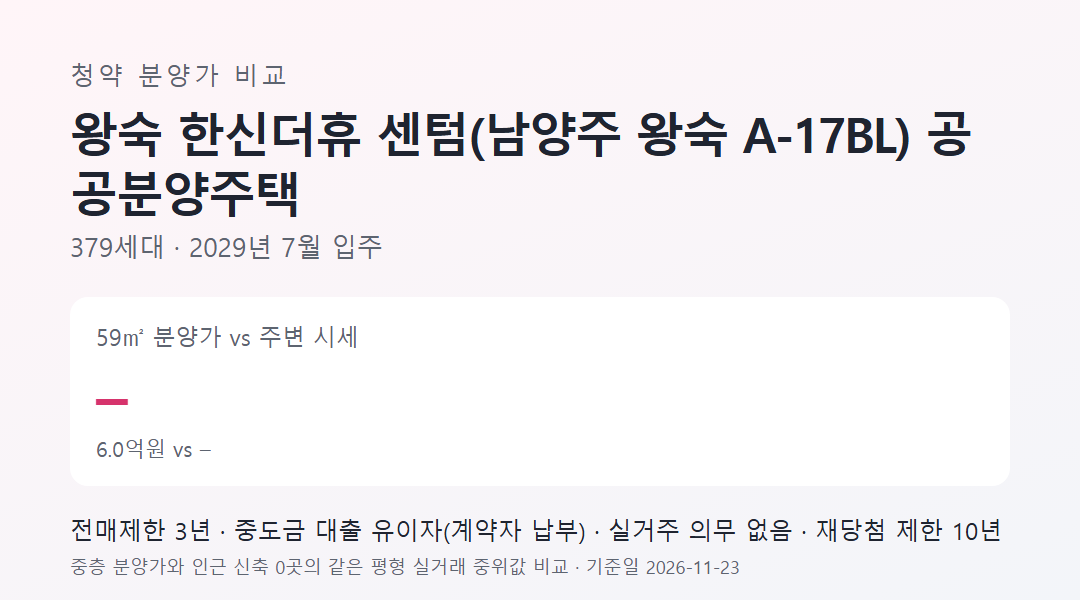 청약 분양가 비교
왕숙 한신더휴 센텀(남양주 왕숙 A-17BL) 공
공분양주택
379세대 · 2029년 7월 입주
59㎡ 분양가 vs 주변 시세
–
6.0억원 vs –
전매제한 3년 · 중도금 대출 유이자(계약자 납부) · 실거주 의무 없음 · 재당첨 제한 10년
중층 분양가와 인근 신축 0곳의 같은 평형 실거래 중위값 비교 · 기준일 2026-11-23